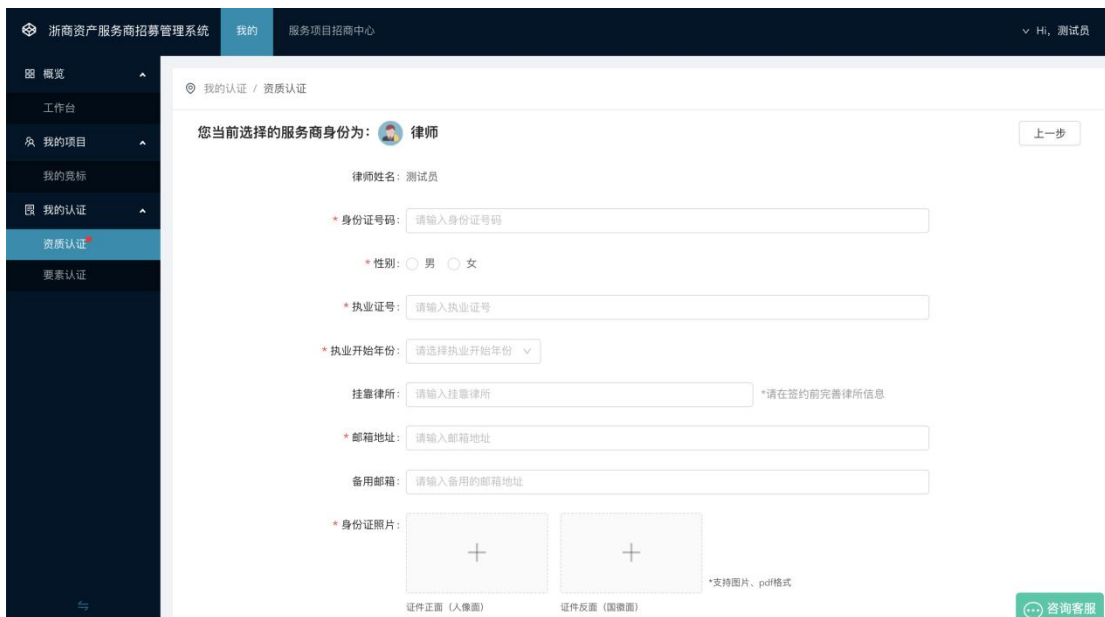 浙商资产服务商招募管理系统 我的 服务项目招商中心 Hi，测试员
概览
工作台
我的项目
我的竞标
我的认证
资质认证
要素认证
我的认证 / 资质认证
您当前选择的服务商身份为： 律师 上一步
律师姓名： 测试员
* 身份证号码： 请输入身份证号码
* 性别： 男 女
* 执业证号： 请输入执业证号
* 执业开始年份： 请选择执业开始年份
挂靠律所： 请输入挂靠律所 *请在签约前完善律所信息
* 邮箱地址： 请输入邮箱地址
备用邮箱： 请输入备用的邮箱地址
* 身份证照片：
*支持图片、pdf格式
证件正面（人像面） 证件反面（国徽面）
咨询客服